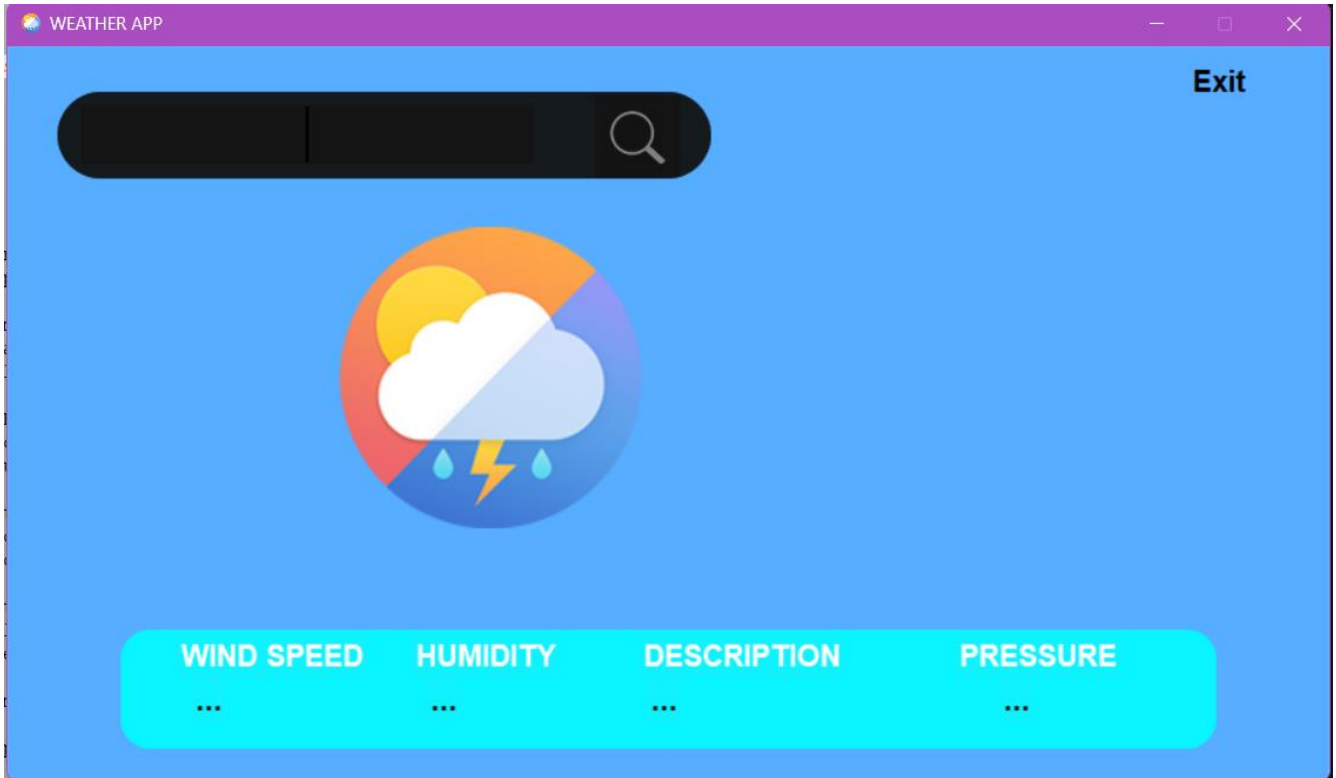 WEATHER APP
Exit
WIND SPEED HUMIDITY DESCRIPTION PRESSURE
... ... ... ...